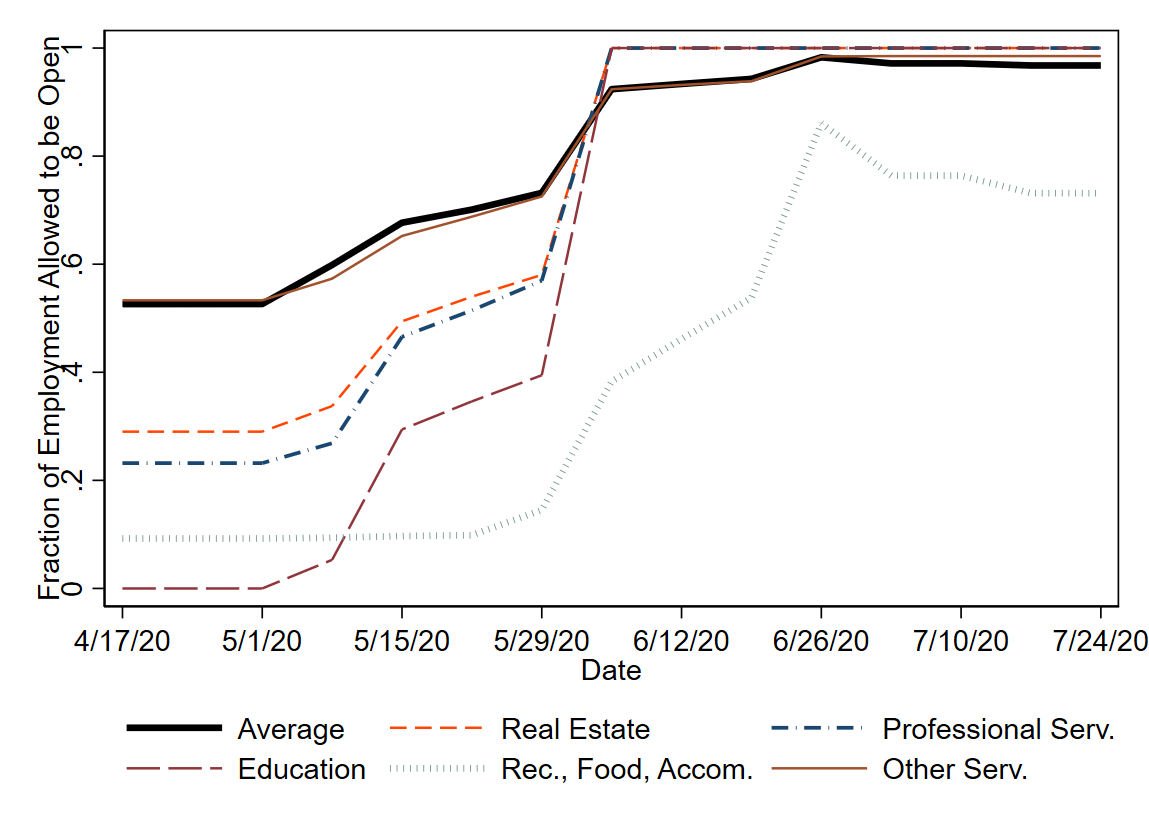 Fraction of Employment Allowed to be Open
1
.8
.6
.4
.2
0
4/17/20 5/1/20 5/15/20 5/29/20 6/12/20 6/26/20 7/10/20 7/24/20
Date
Average Real Estate Professional Serv.
Education Rec., Food, Accom. Other Serv.